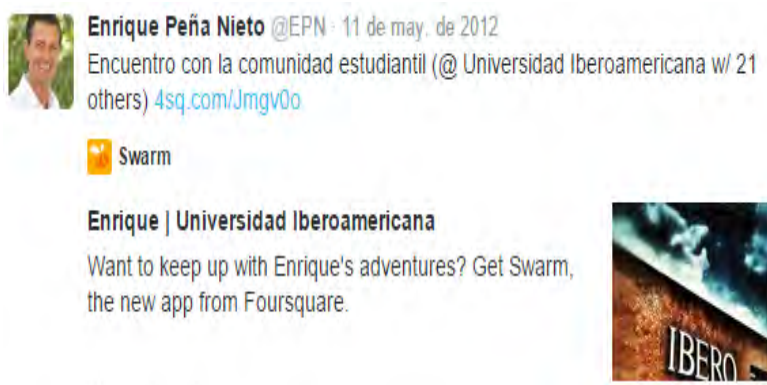 Enrique Peña Nieto @EPN · 11 de may. de 2012
Encuentro con la comunidad estudiantil (@ Universidad Iberoamericana w/ 21
others) 4sq.com/Jmgv0o
Swarm
Enrique | Universidad Iberoamericana
Want to keep up with Enrique's adventures? Get Swarm,
the new app from Foursquare.
IBERO